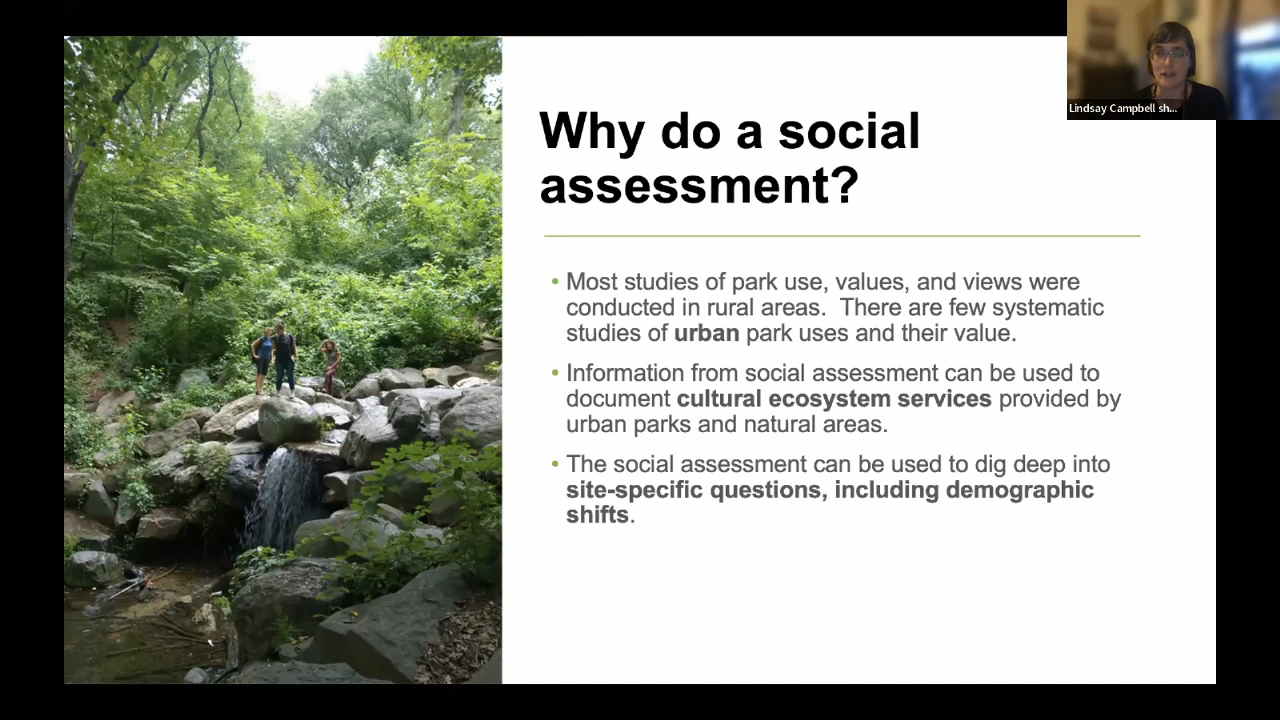 Lindsay Campbell sh...
Why do a social
assessment?
• Most studies of park use, values, and views were
conducted in rural areas.  There are few systematic
studies of urban park uses and their value.
• Information from social assessment can be used to
document cultural ecosystem services provided by
urban parks and natural areas.
• The social assessment can be used to dig deep into
site-specific questions, including demographic
shifts.